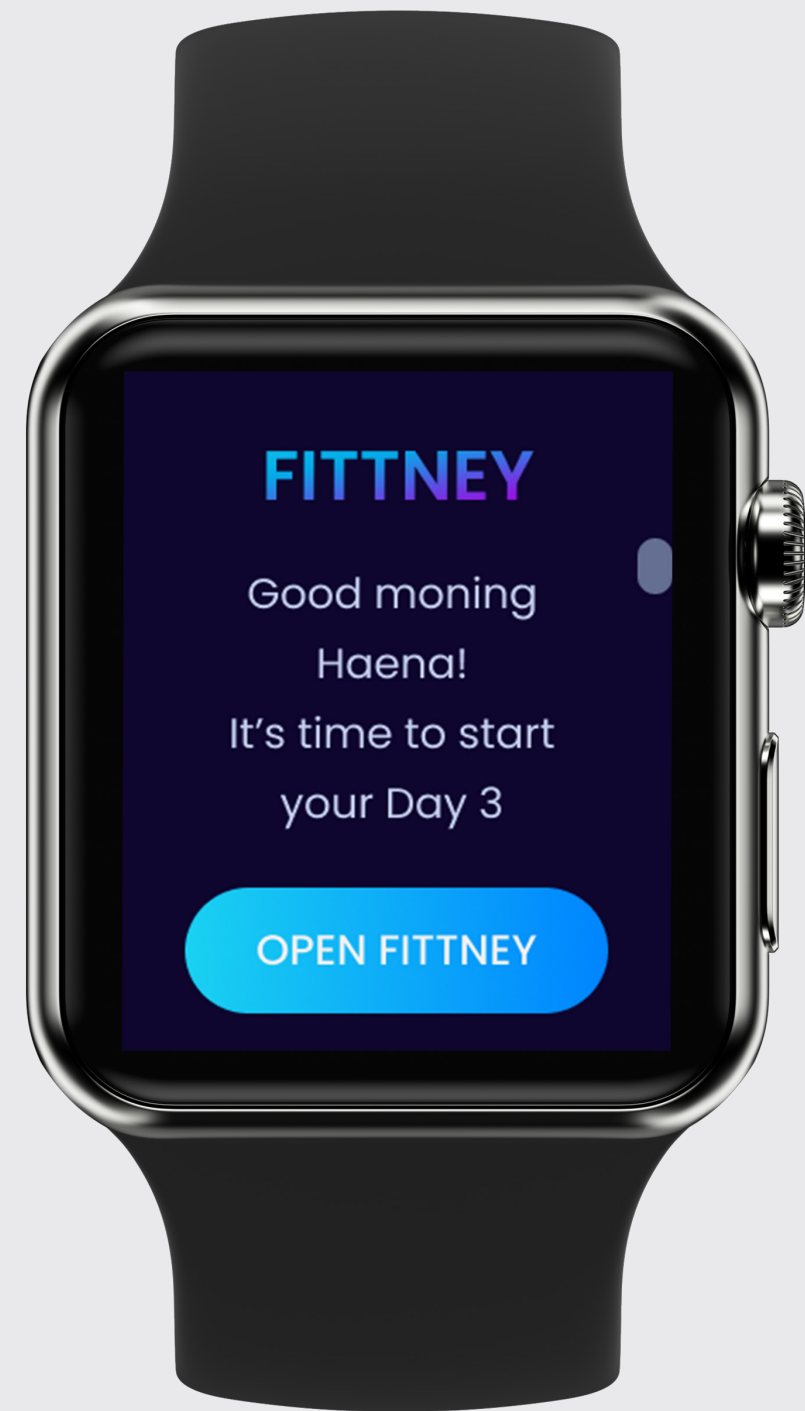 FITTNEY
Good moning
Haena!
It’s time to start
your Day 3
OPEN FITTNEY